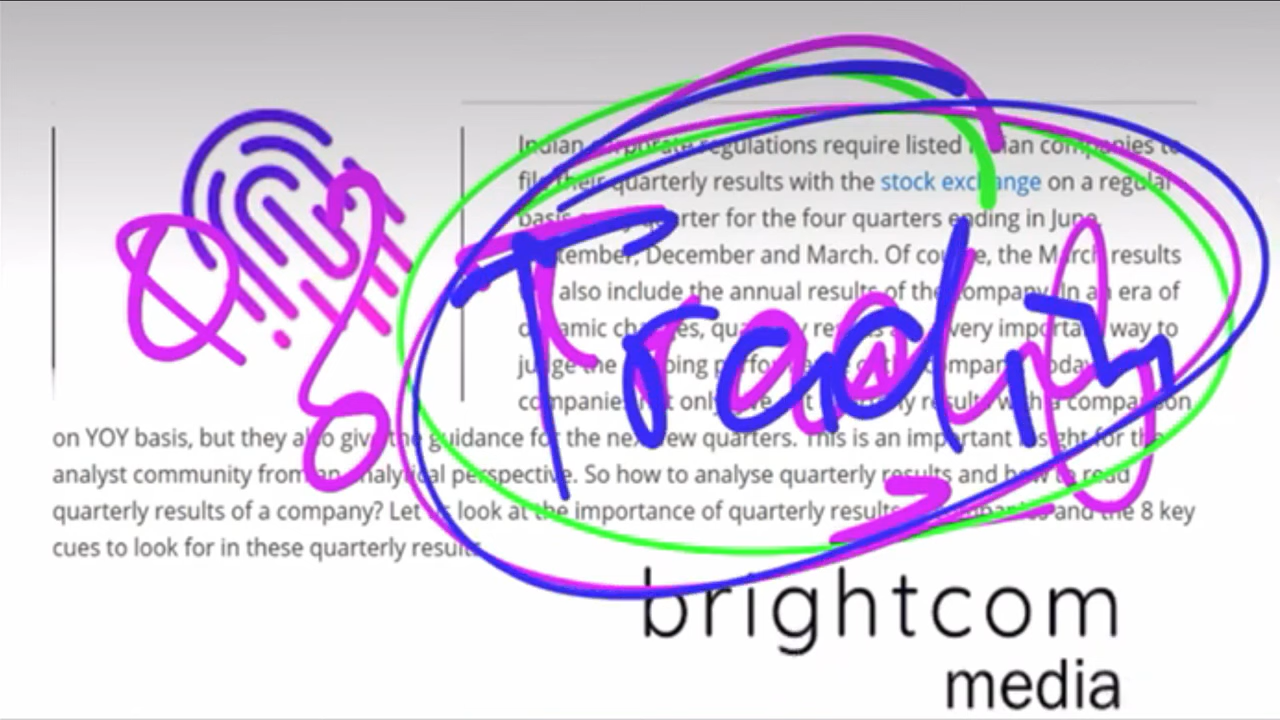 Indian corporate regulations require listed Indian companies to
file their quarterly results with the stock exchange on a regular
basis quarter for the four quarters ending in June,
September, December and March. Of course, the March results
also include the annual results of the company. In an era of
dynamic changes, quarterly results very important way to
judge the performance of the company. Today
companies not only give quarterly results with a comparison
on YOY basis, but they also give the guidance for the next few quarters. This is an important insight for the
analyst community from an analytical perspective. So how to analyse quarterly results and how to read
quarterly results of a company? Let us look at the importance of quarterly results companies and the 8 key
cues to look for in these quarterly results.
brightcom
media